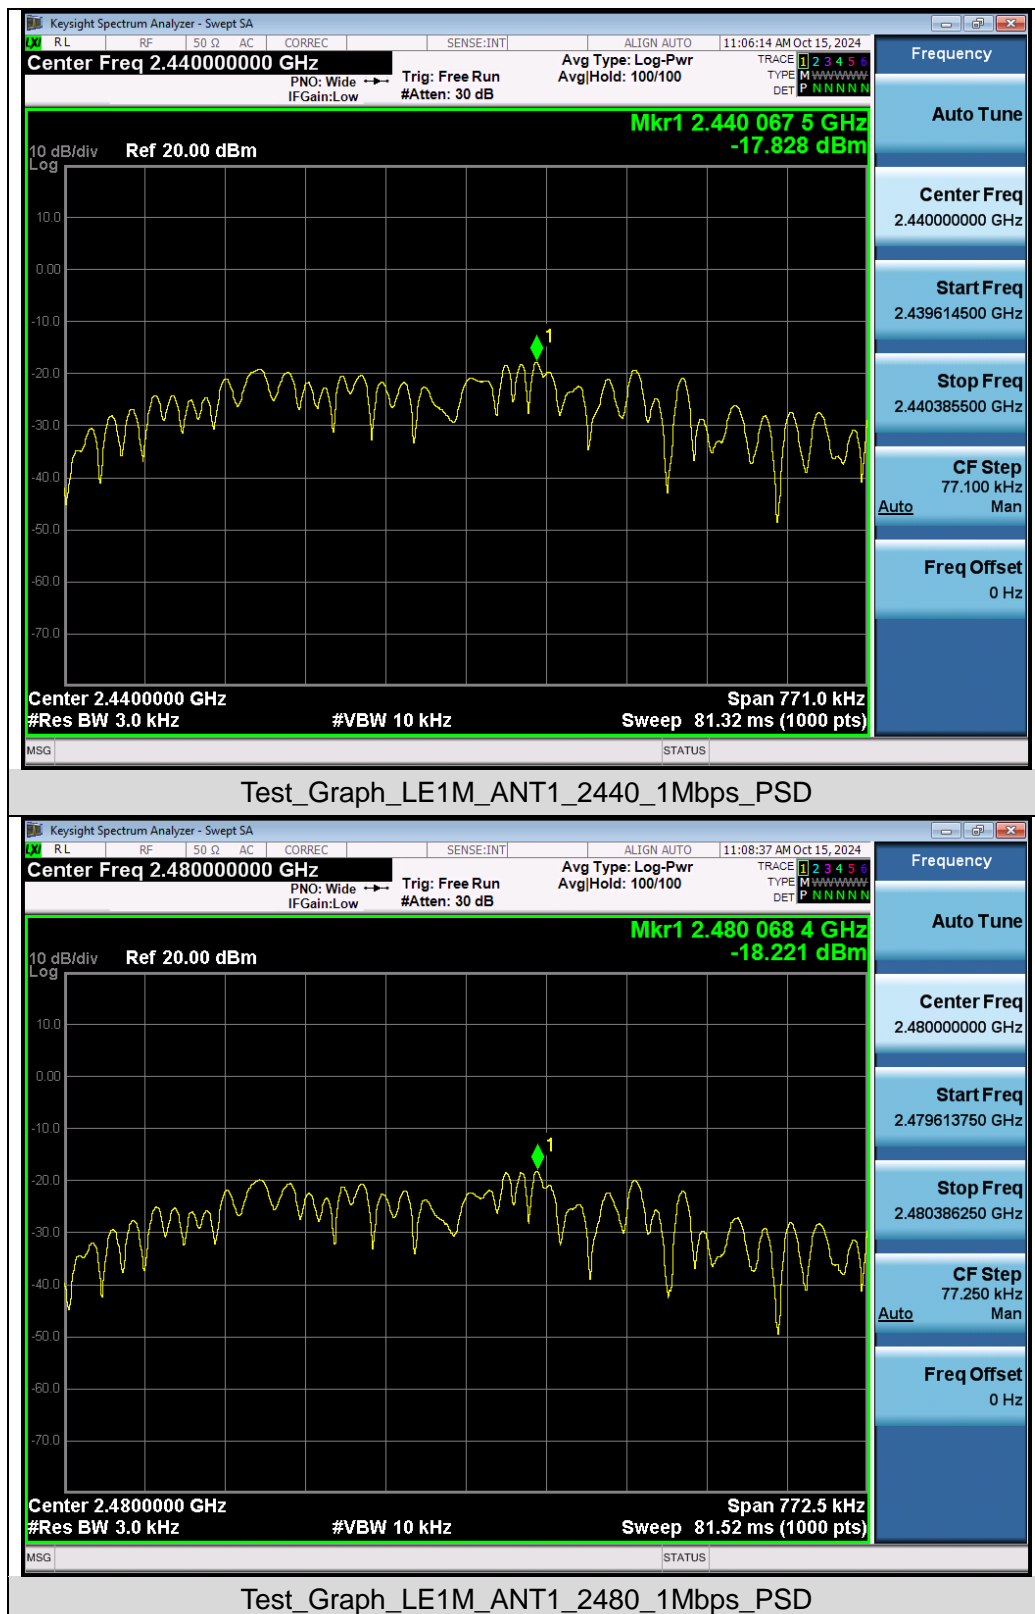 Keysight Spectrum Analyzer - Swept SA
LXI RL RF 50 Ω AC CORREC SENSE:INT ALIGN AUTO 11:06:14 AM Oct 15, 2024
Center Freq 2.440000000 GHz
PNO: Wide
IFGain:Low
Trig: Free Run
#Atten: 30 dB
Avg Type: Log-Pwr
Avg|Hold: 100/100
TRACE 1 2 3 4 5 6
TYPE M WWWWW
DET P N N N N N
Mkr1 2.440 067 5 GHz
-17.828 dBm
10 dB/div Ref 20.00 dBm
Log
10.0
0.00
-10.0
-20.0
-30.0
-40.0
-50.0
-60.0
-70.0
1
Center 2.4400000 GHz Span 771.0 kHz
#Res BW 3.0 kHz #VBW 10 kHz Sweep 81.32 ms (1000 pts)
MSG STATUS
Frequency
Auto Tune
Center Freq
2.440000000 GHz
Start Freq
2.439614500 GHz
Stop Freq
2.440385500 GHz
CF Step
77.100 kHz
Auto Man
Freq Offset
0 Hz
Test_Graph_LE1M_ANT1_2440_1Mbps_PSD
Keysight Spectrum Analyzer - Swept SA
LXI RL RF 50 Ω AC CORREC SENSE:INT ALIGN AUTO 11:08:37 AM Oct 15, 2024
Center Freq 2.480000000 GHz
PNO: Wide
IFGain:Low
Trig: Free Run
#Atten: 30 dB
Avg Type: Log-Pwr
Avg|Hold: 100/100
TRACE 1 2 3 4 5 6
TYPE M WWWWW
DET P N N N N N
Mkr1 2.480 068 4 GHz
-18.221 dBm
10 dB/div Ref 20.00 dBm
Log
10.0
0.00
-10.0
-20.0
-30.0
-40.0
-50.0
-60.0
-70.0
1
Center 2.4800000 GHz Span 772.5 kHz
#Res BW 3.0 kHz #VBW 10 kHz Sweep 81.52 ms (1000 pts)
MSG STATUS
Frequency
Auto Tune
Center Freq
2.480000000 GHz
Start Freq
2.479613750 GHz
Stop Freq
2.480386250 GHz
CF Step
77.250 kHz
Auto Man
Freq Offset
0 Hz
Test_Graph_LE1M_ANT1_2480_1Mbps_PSD